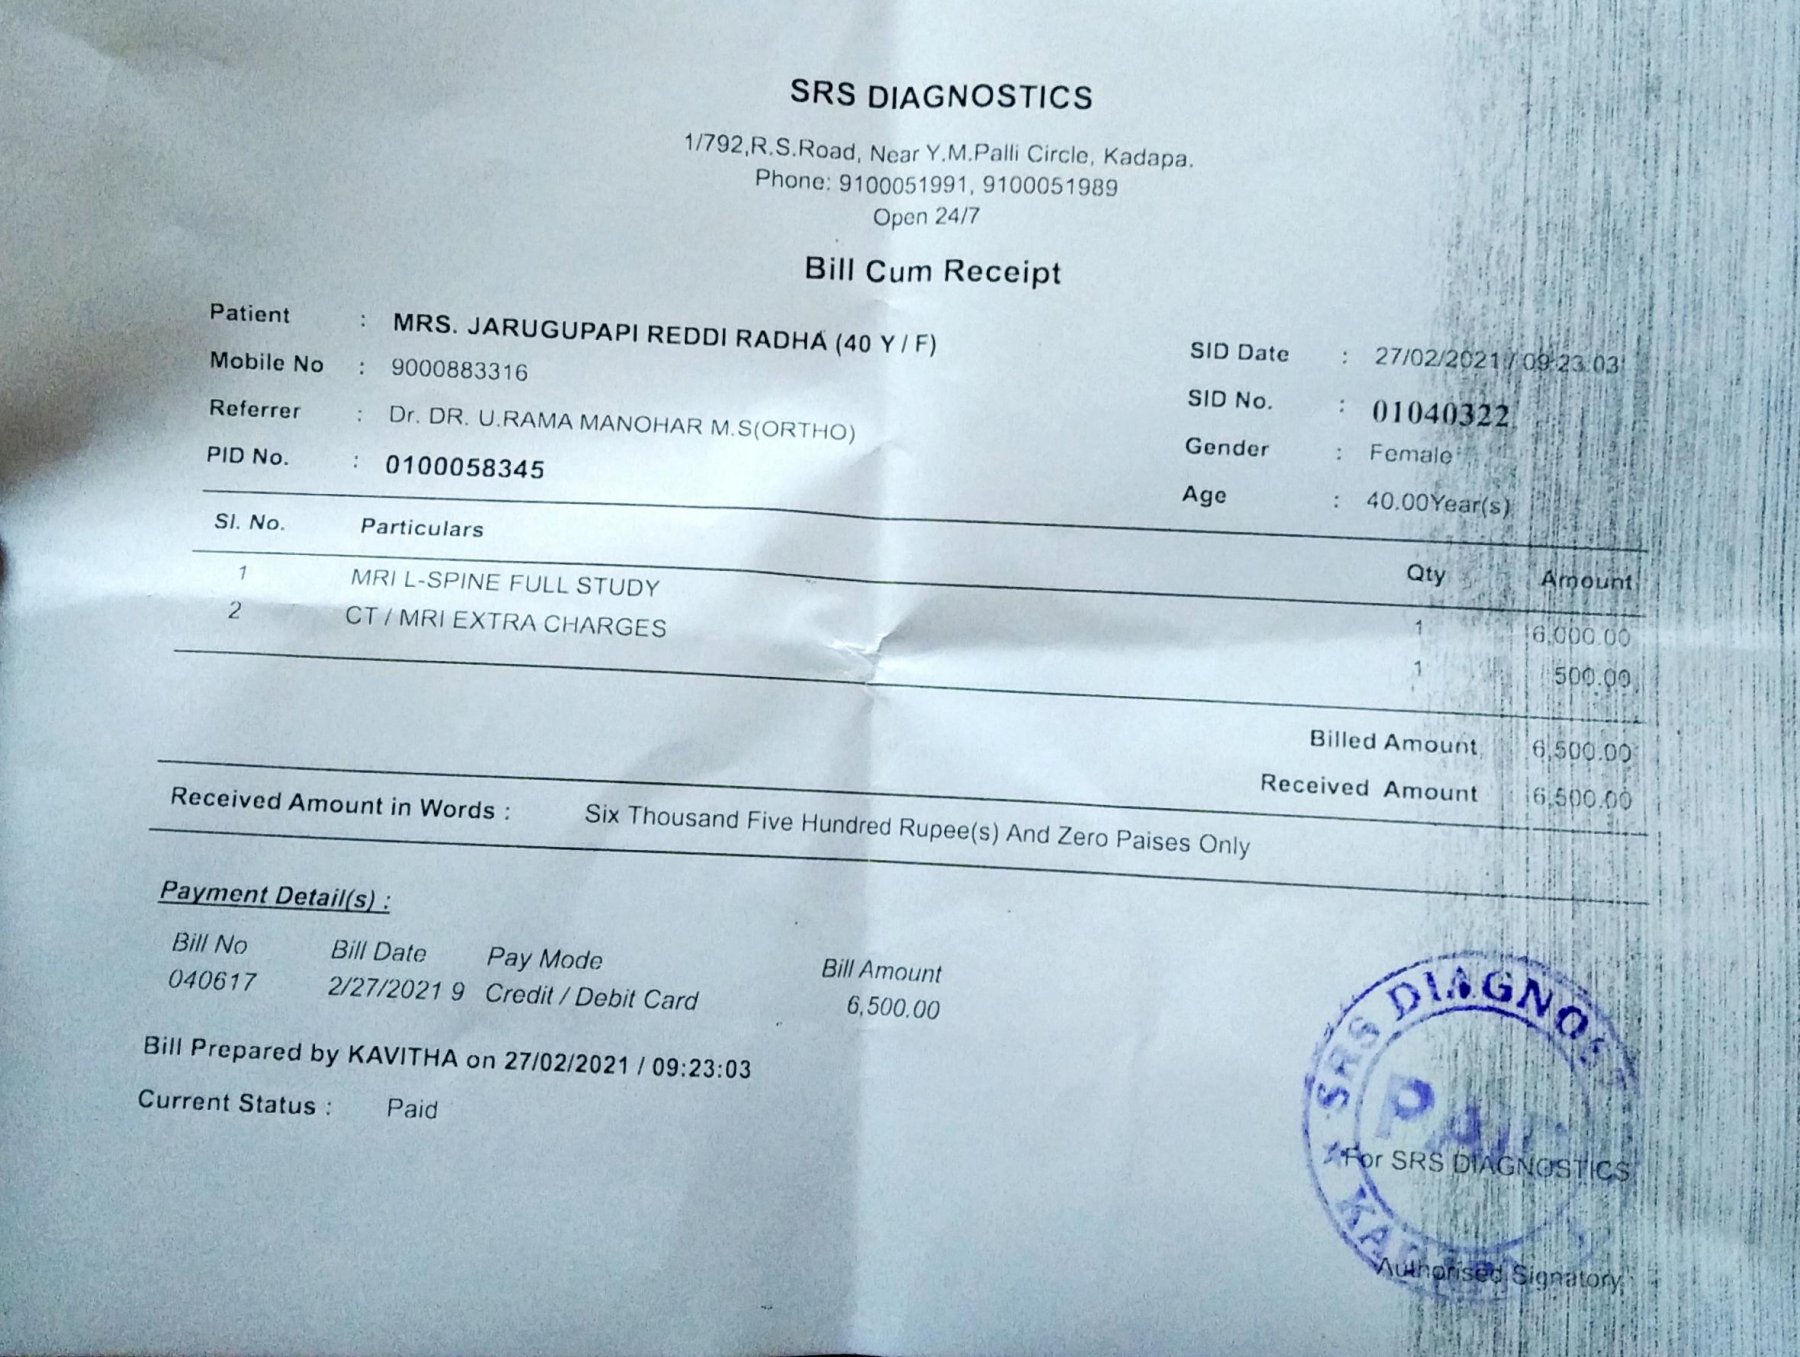 SRS DIAGNOSTICS
1/792,R.S.Road, Near Y.M.Palli Circle, Kadapa.
Phone: 9100051991, 9100051989
Open 24/7
Bill Cum Receipt
Patient : MRS. JARUGUPAPI REDDI RADHA (40 Y / F)
SID Date : 27/02/2021 / 09:23:03
Mobile No : 9000883316
SID No. : 01040322
Referrer : Dr. DR. U.RAMA MANOHAR M.S(ORTHO)
Gender : Female
PID No. : 0100058345
Age : 40.00Year(s)
Sl. No. Particulars Qty Amount
1 MRI L-SPINE FULL STUDY 1 6,000.00
2 CT / MRI EXTRA CHARGES 1 500.00
Billed Amount 6,500.00
Received Amount : 6,500.00
Received Amount in Words : Six Thousand Five Hundred Rupee(s) And Zero Paises Only
Payment Detail(s) :
Bill No Bill Date Pay Mode Bill Amount
040617 2/27/2021 9 Credit / Debit Card 6,500.00
Bill Prepared by KAVITHA on 27/02/2021 / 09:23:03
Current Status : Paid
SRS DIAGNOS
PAID
For SRS DIAGNOSTICS
Authorised Signatory